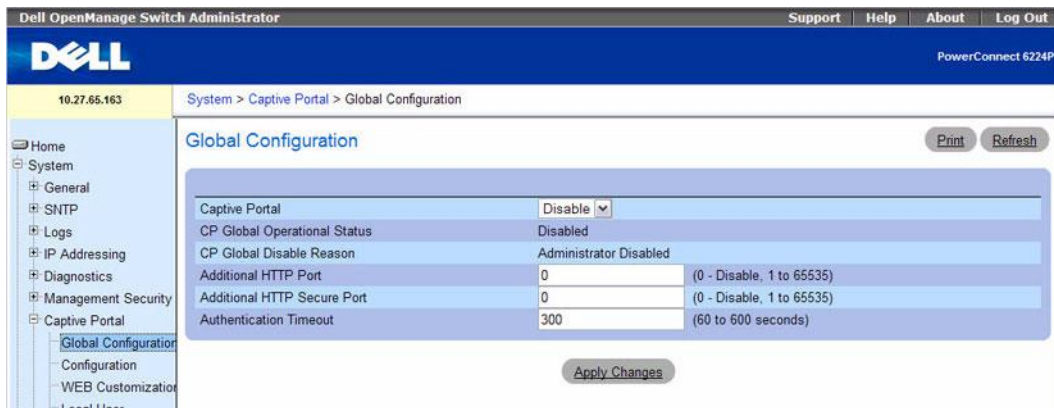 Dell OpenManage Switch Administrator
Support Help About Log Out
DELL
PowerConnect 6224P
10.27.65.163
System > Captive Portal > Global Configuration
Home
System
General
SNTP
Logs
IP Addressing
Diagnostics
Management Security
Captive Portal
Global Configuration
Configuration
WEB Customization
Global Configuration
Print Refresh
Captive Portal Disable
CP Global Operational Status Disabled
CP Global Disable Reason Administrator Disabled
Additional HTTP Port 0 (0 - Disable, 1 to 65535)
Additional HTTP Secure Port 0 (0 - Disable, 1 to 65535)
Authentication Timeout 300 (60 to 600 seconds)
Apply Changes